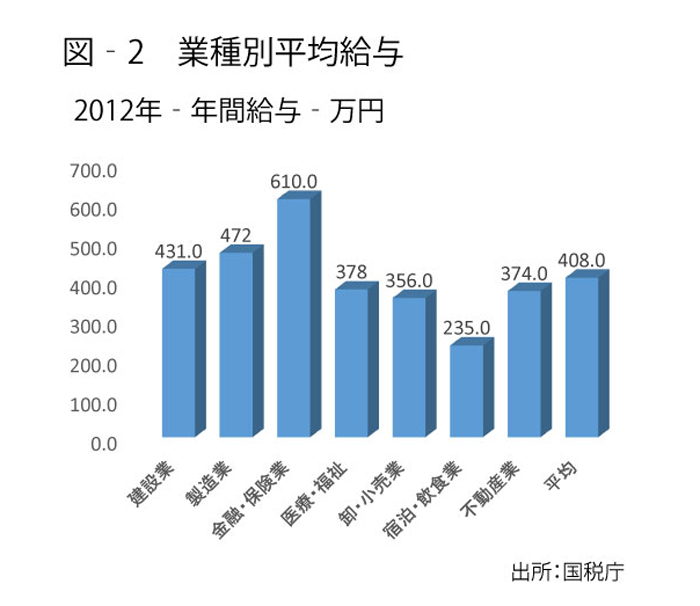 図‐2　業種別平均給与
2012年‐年間給与‐万円
700.0
600.0
500.0
400.0
300.0
200.0
100.0
0.0
431.0
472
610.0
378
356.0
235.0
374.0
408.0
建設業
製造業
金融・保険業
医療・福祉
卸・小売業
宿泊・飲食業
不動産業
平均
出所：国税庁